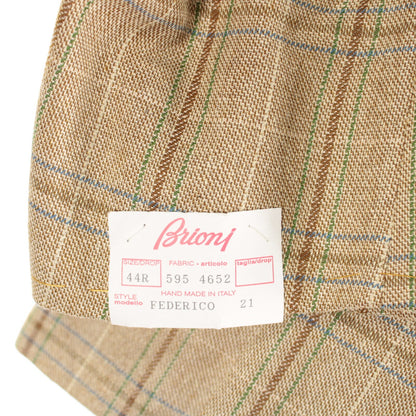 Brioni
SIZE/DROP FABRIC - articolo taglia/drop
44R 595 4652
HAND MADE IN ITALY
STYLE
modello FEDERICO 21